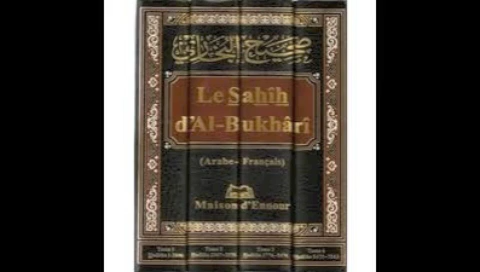 صحيح البخاري
Le Sahîh
d'Al-Bukhârî
(Arabe- Français)
Maison d'Ennour